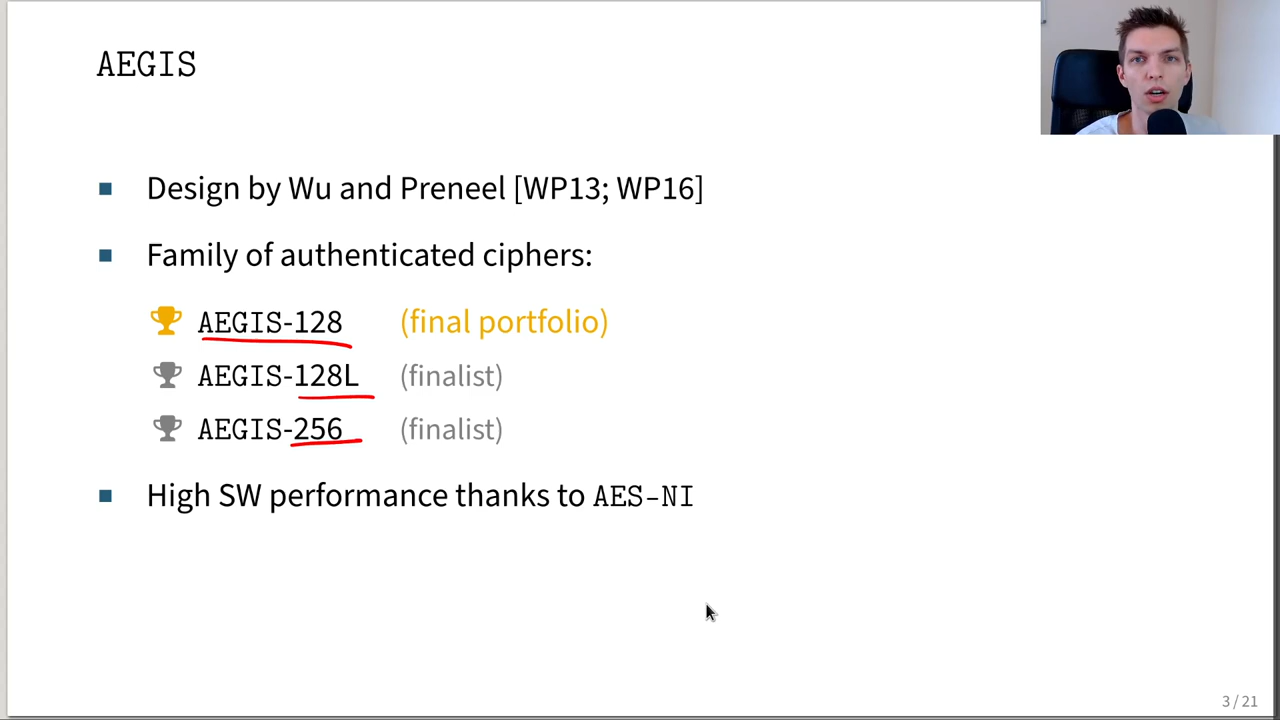 AEGIS
Design by Wu and Preneel [WP13; WP16]
Family of authenticated ciphers:
AEGIS-128 (final portfolio)
AEGIS-128L (finalist)
AEGIS-256 (finalist)
High SW performance thanks to AES-NI
3 / 21